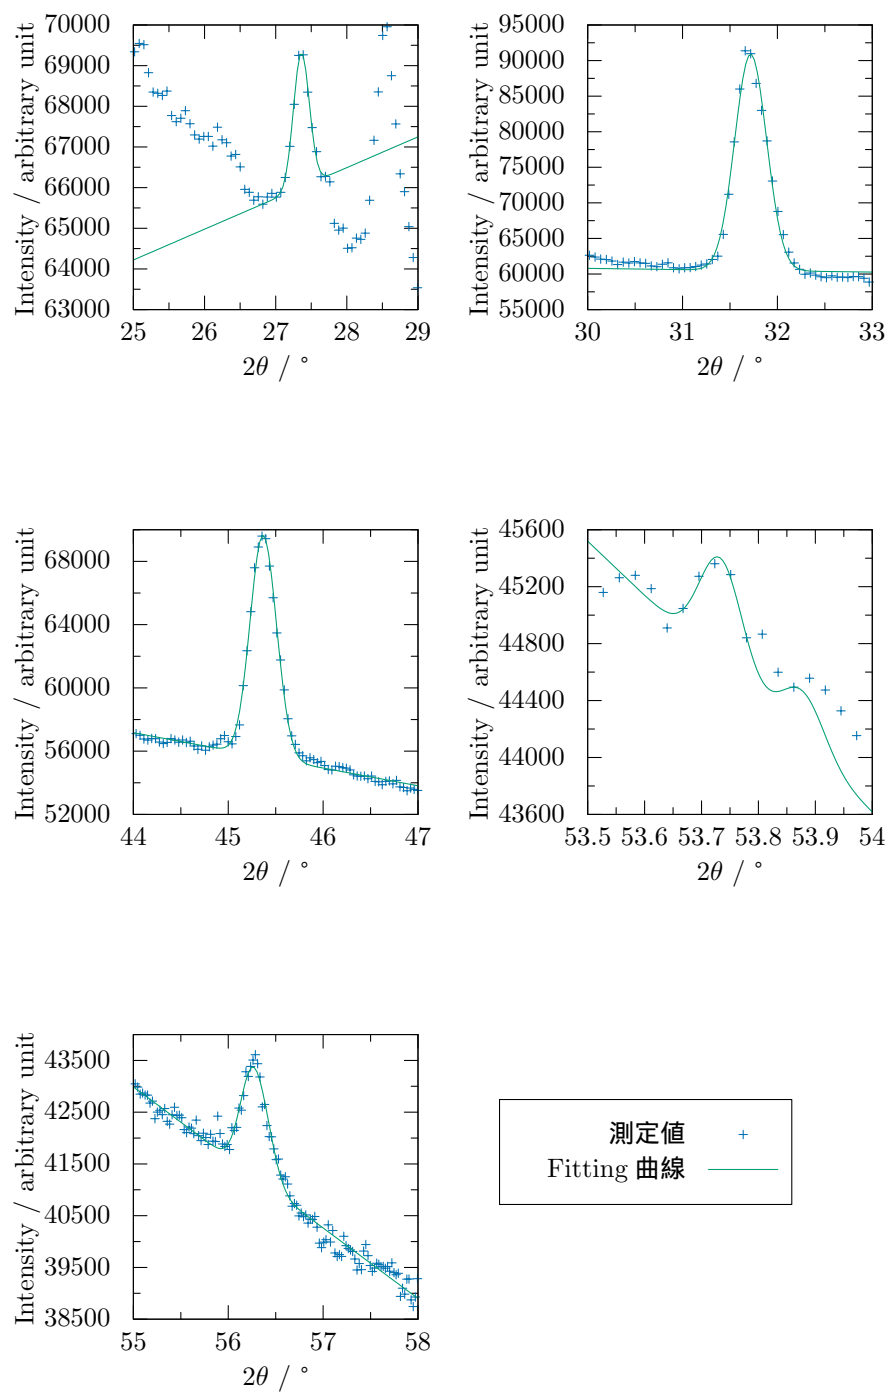 70000
69000
68000
67000
66000
65000
64000
63000
25 26 27 28 29
2θ / °
Intensity / arbitrary unit
95000
90000
85000
80000
75000
70000
65000
60000
55000
30 31 32 33
2θ / °
Intensity / arbitrary unit
68000
64000
60000
56000
52000
44 45 46 47
2θ / °
Intensity / arbitrary unit
45600
45200
44800
44400
44000
43600
53.5 53.6 53.7 53.8 53.9 54
2θ / °
Intensity / arbitrary unit
43500
42500
41500
40500
39500
38500
55 56 57 58
2θ / °
Intensity / arbitrary unit
測定値
Fitting 曲線